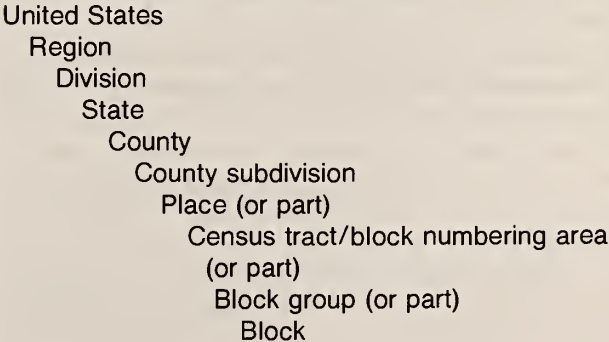 United States
Region
Division
State
County
County subdivision
Place (or part)
Census tract/block numbering area
(or part)
Block group (or part)
Block